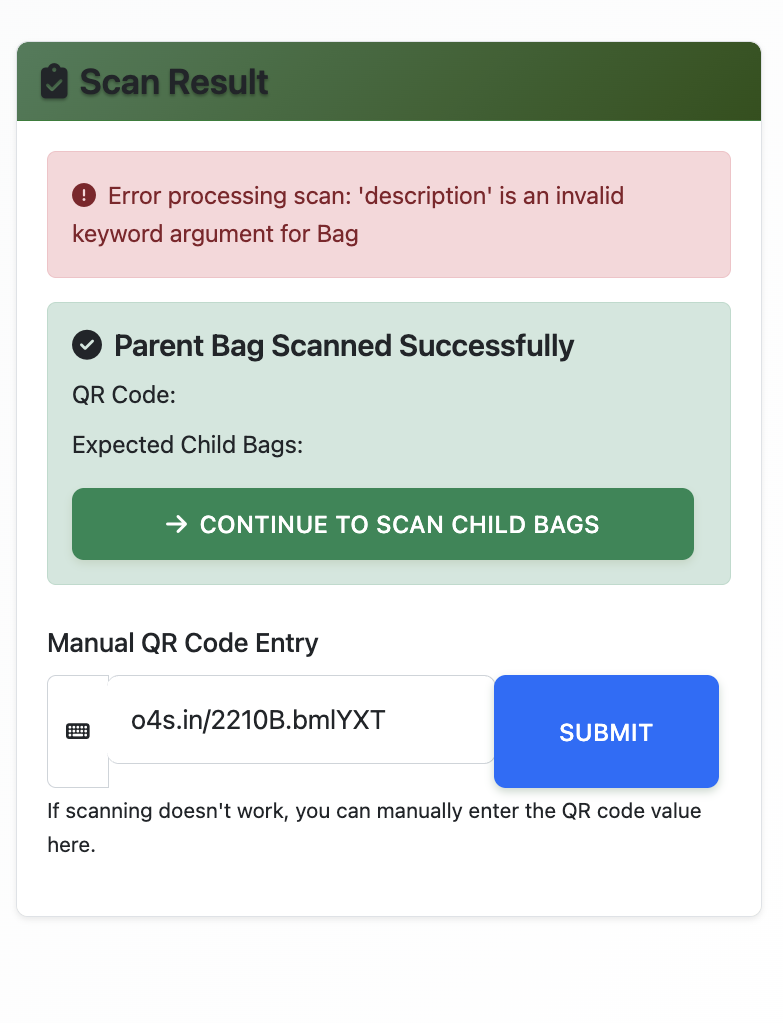 Scan Result
Error processing scan: 'description' is an invalid
keyword argument for Bag
Parent Bag Scanned Successfully
QR Code:
Expected Child Bags:
CONTINUE TO SCAN CHILD BAGS
Manual QR Code Entry
o4s.in/2210B.bmlYXT
SUBMIT
If scanning doesn't work, you can manually enter the QR code value
here.